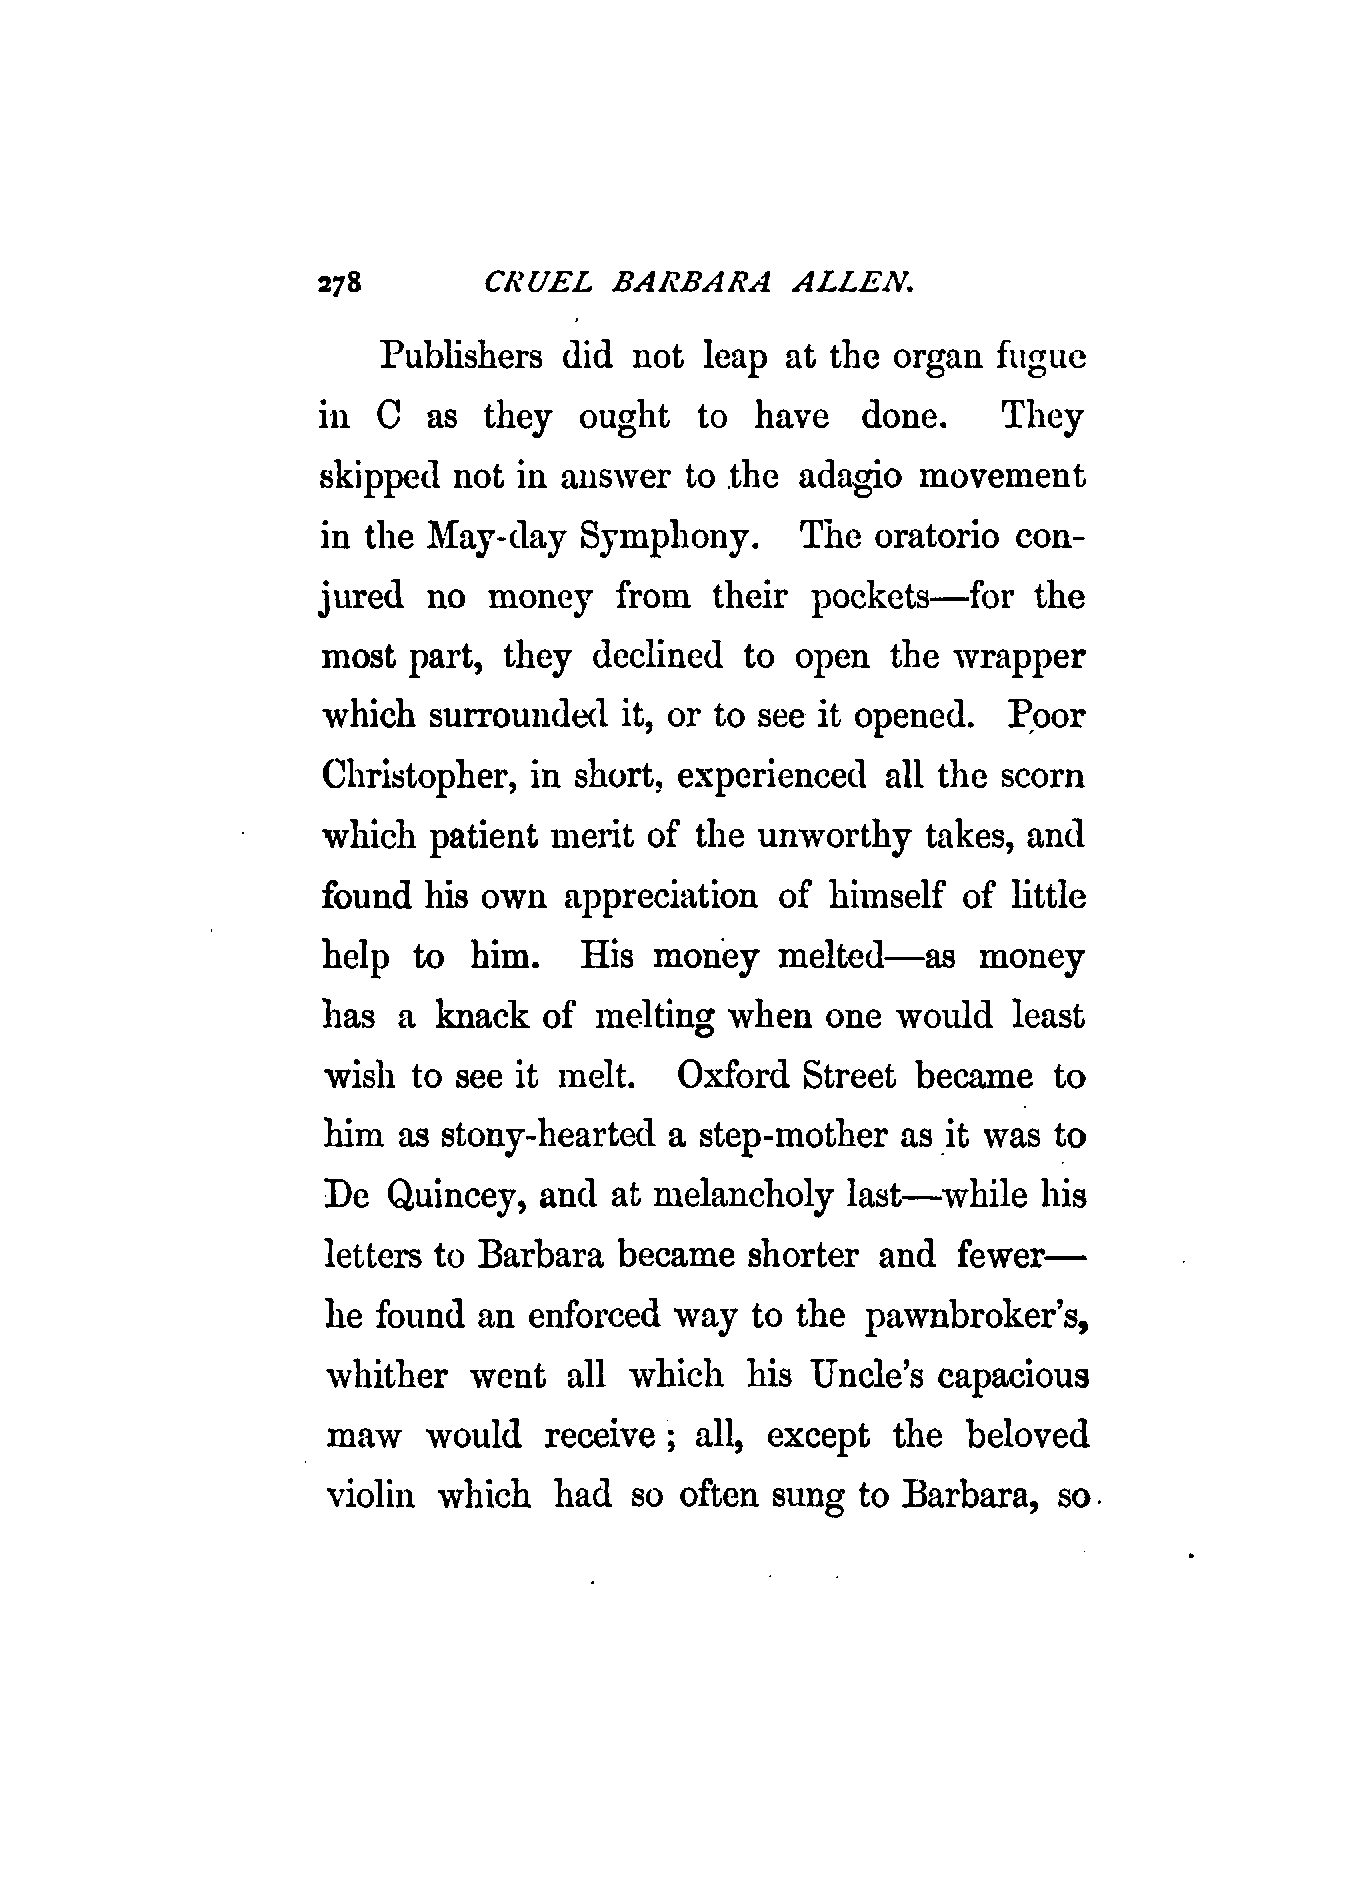 278 CRUEL BARBARA ALLEN.
Publishers did not leap at the organ fugue
in C as they ought to have done. They
skipped not in answer to the adagio movement
in the May-day Symphony. The oratorio con-
jured no money from their pockets—for the
most part, they declined to open the wrapper
which surrounded it, or to see it opened. Poor
Christopher, in short, experienced all the scorn
which patient merit of the unworthy takes, and
found his own appreciation of himself of little
help to him. His money melted—as money
has a knack of melting when one would least
wish to see it melt. Oxford Street became to
him as stony-hearted a step-mother as it was to
De Quincey, and at melancholy last—while his
letters to Barbara became shorter and fewer—
he found an enforced way to the pawnbroker's,
whither went all which his Uncle's capacious
maw would receive ; all, except the beloved
violin which had so often sung to Barbara, so